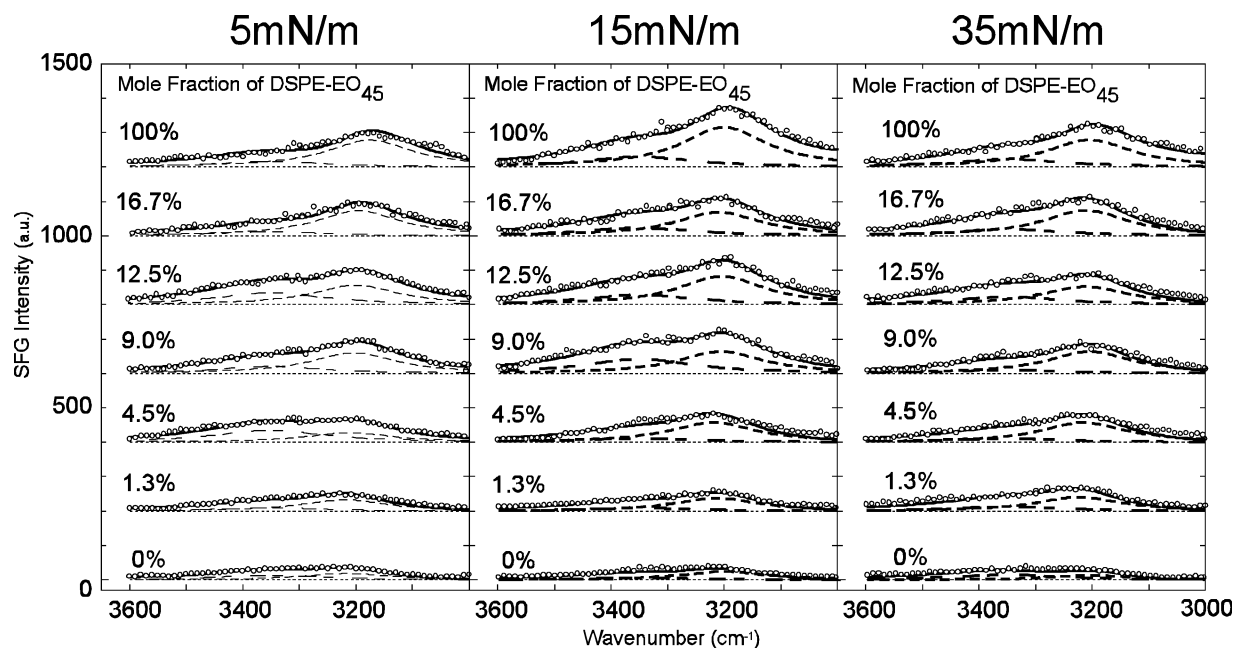 5mN/m 15mN/m 35mN/m
1500
1000
500
0
SFG Intensity (a.u.)
Mole Fraction of DSPE-EO45
100%
16.7%
12.5%
9.0%
4.5%
1.3%
0%
3600 3400 3200
Mole Fraction of DSPE-EO45
100%
16.7%
12.5%
9.0%
4.5%
1.3%
0%
3600 3400 3200
Mole Fraction of DSPE-EO45
100%
16.7%
12.5%
9.0%
4.5%
1.3%
0%
3600 3400 3200 3000
Wavenumber (cm-1)